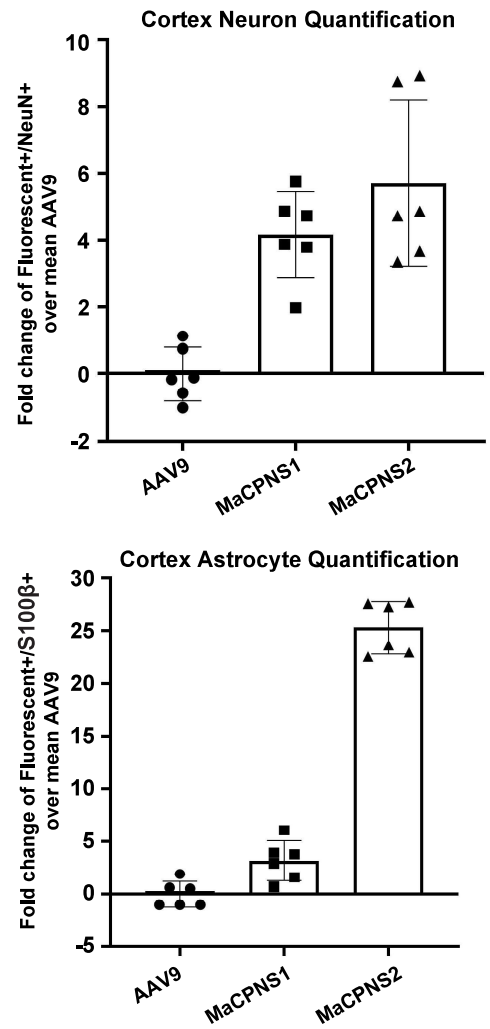 Cortex Neuron Quantification
Fold change of Fluorescent+/NeuN+
over mean AAV9
10
8
6
4
2
0
-2
AAV9
MaCPNS1
MaCPNS2
Cortex Astrocyte Quantification
Fold change of Fluorescent+/S100β+
over mean AAV9
30
25
20
15
10
5
0
-5
AAV9
MaCPNS1
MaCPNS2